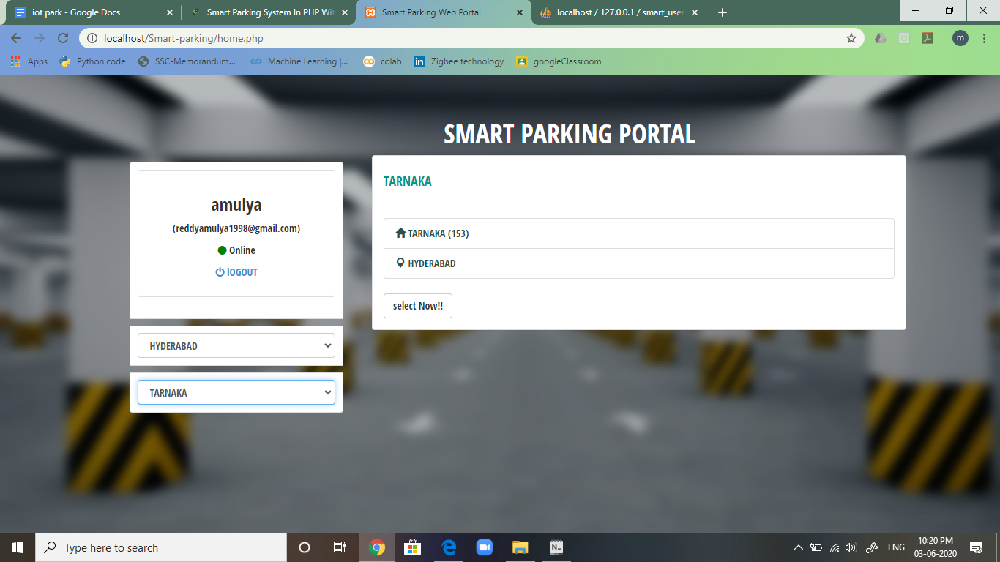 iot park - Google Docs
Smart Parking System In PHP Wit
Smart Parking Web Portal
localhost / 127.0.0.1 / smart_user
localhost/Smart-parking/home.php
m
Apps
Python code
SSC-Memorandum...
Machine Learning |...
colab
Zigbee technology
googleClassroom
SMART PARKING PORTAL
amulya
(reddyamulya1998@gmail.com)
Online
lOGOUT
HYDERABAD
TARNAKA
TARNAKA
TARNAKA (153)
HYDERABAD
select Now!!
Type here to search
ENG
10:20 PM
03-06-2020